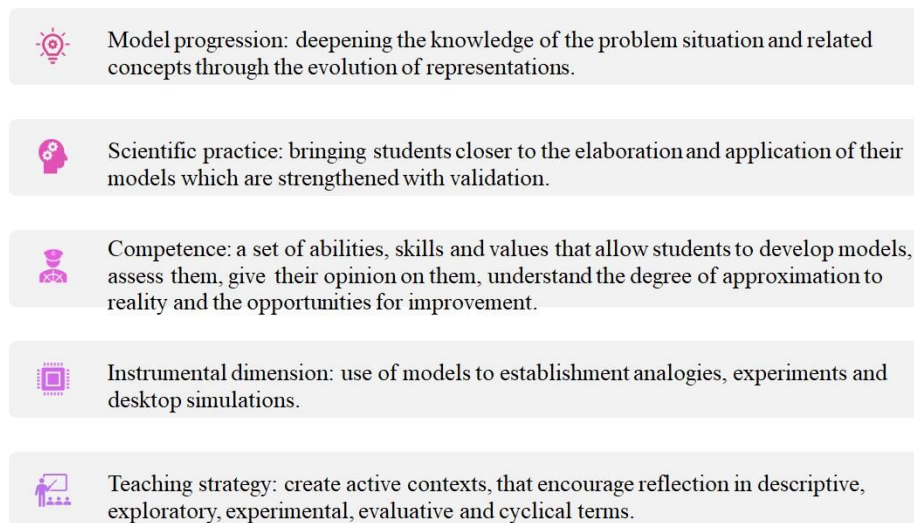 Model progression: deepening the knowledge of the problem situation and related
concepts through the evolution of representations.
Scientific practice: bringing students closer to the elaboration and application of their
models which are strengthened with validation.
Competence: a set of abilities, skills and values that allow students to develop models,
assess them, give their opinion on them, understand the degree of approximation to
reality and the opportunities for improvement.
Instrumental dimension: use of models to establishment analogies, experiments and
desktop simulations.
Teaching strategy: create active contexts, that encourage reflection in descriptive,
exploratory, experimental, evaluative and cyclical terms.